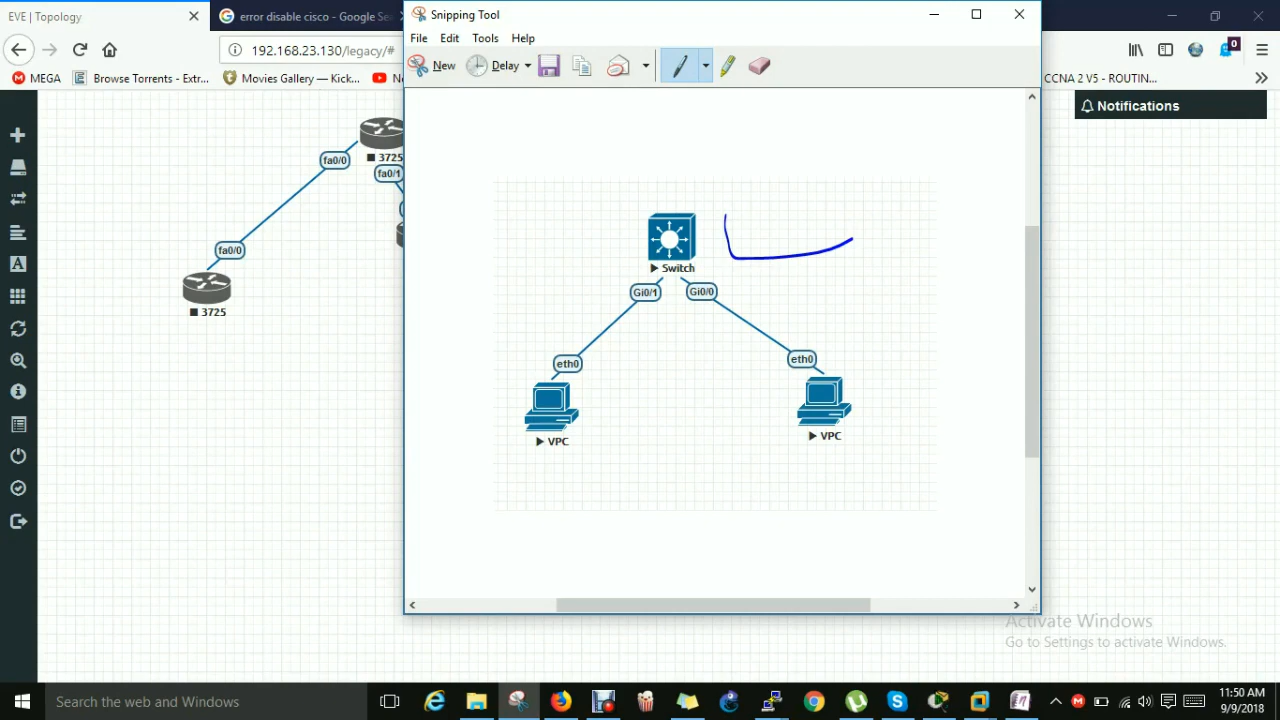 EVE | Topology
error disable cisco - Google Sea
Snipping Tool
File Edit Tools Help
192.168.23.130/legacy/#
New Delay
0
MEGA
Browse Torrents - Extr...
Movies Gallery — Kick...
CCNA 2 V5 - ROUTIN...
Notifications
3725
fa0/0
fa0/1
fa0/0
3725
Switch
Gi0/1
Gi0/0
eth0
eth0
VPC
VPC
Activate Windows
Go to Settings to activate Windows.
Search the web and Windows
11:50 AM
9/9/2018